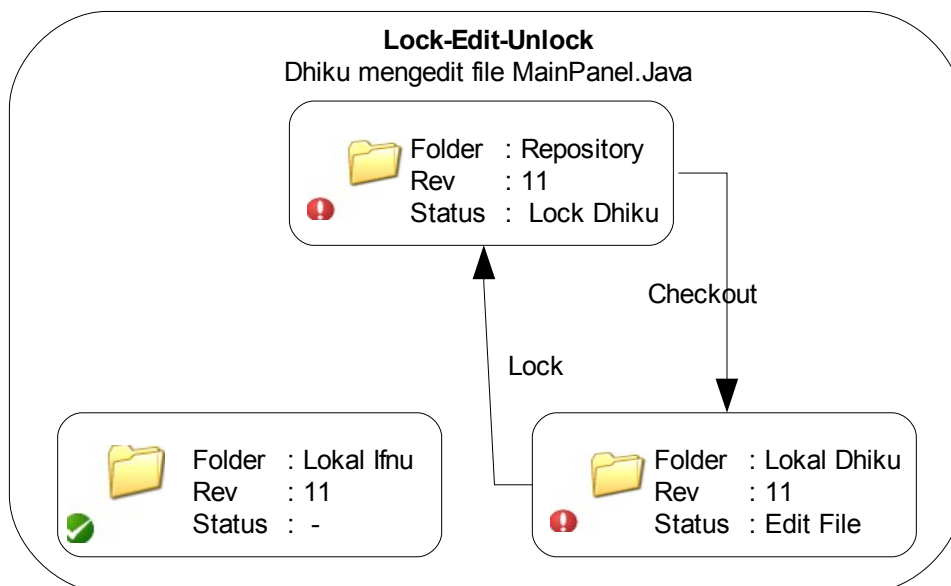 Lock-Edit-Unlock
Dhiku mengedit file MainPanel.Java
Folder : Repository
Rev : 11
Status : Lock Dhiku
Checkout
Lock
Folder : Lokal Ifnu
Rev : 11
Status : -
Folder : Lokal Dhiku
Rev : 11
Status : Edit File